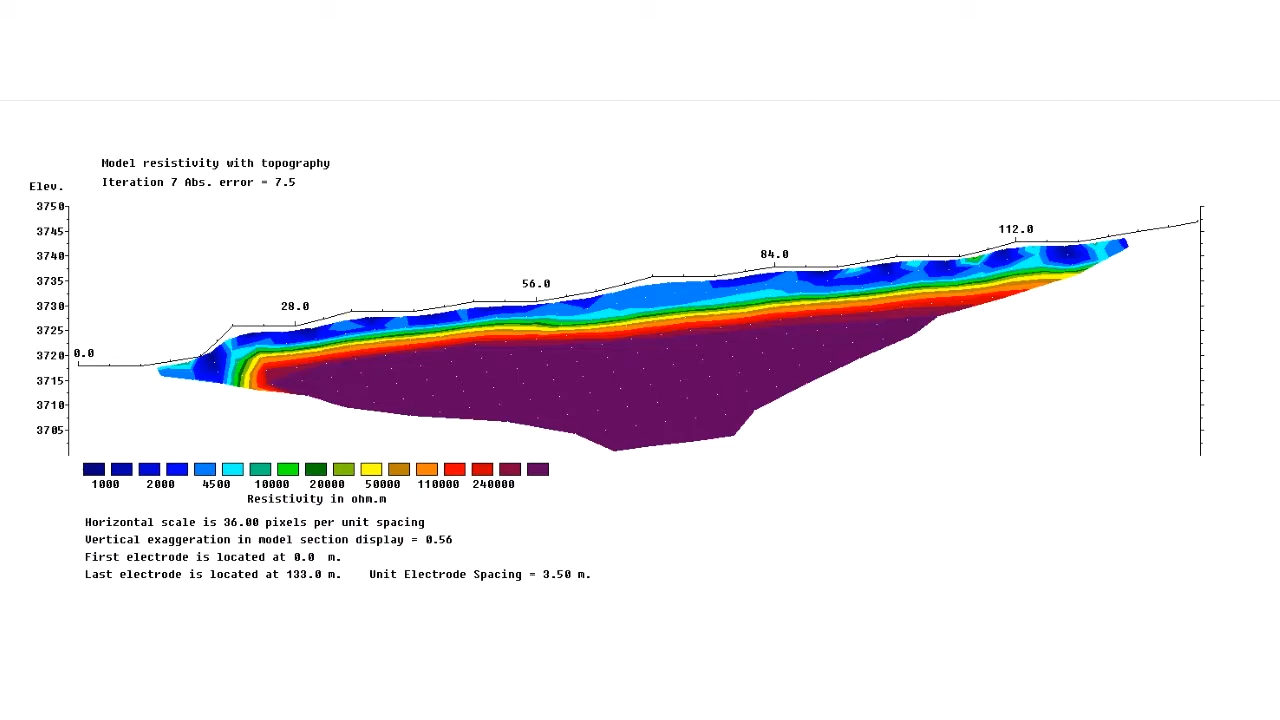 Model resistivity with topography
Iteration 7 Abs. error = 7.5
Elev.
3750
3745
3740
3735
3730
3725
3720
3715
3710
3705
0.0
28.0
56.0
84.0
112.0
1000 2000 4500 10000 20000 50000 110000 240000
Resistivity in ohm.m
Horizontal scale is 36.00 pixels per unit spacing
Vertical exaggeration in model section display = 0.56
First electrode is located at 0.0 m.
Last electrode is located at 133.0 m. Unit Electrode Spacing = 3.50 m.